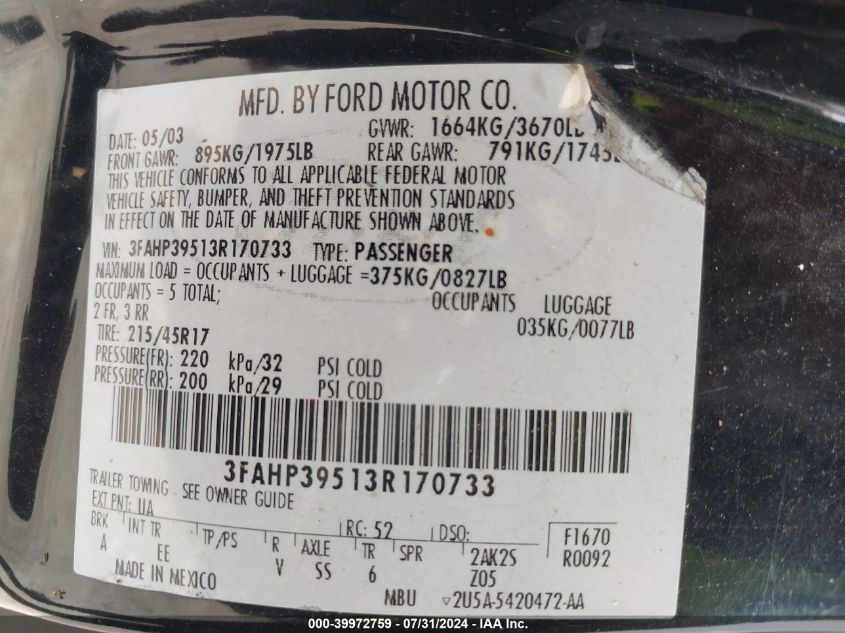 MFD. BY FORD MOTOR CO.
DATE: 05/03 GVWR: 1664KG/3670LB
FRONT GAWR: 895KG/1975LB REAR GAWR: 791KG/1745L
THIS VEHICLE CONFORMS TO ALL APPLICABLE FEDERAL MOTOR
VEHICLE SAFETY, BUMPER, AND THEFT PREVENTION STANDARDS
IN EFFECT ON THE DATE OF MANUFACTURE SHOWN ABOVE.
VIN: 3FAHP39513R170733 TYPE: PASSENGER
MAXIMUM LOAD = OCCUPANTS + LUGGAGE =375KG/0827LB
OCCUPANTS = 5 TOTAL; OCCUPANTS LUGGAGE
2 FR, 3 RR 035KG/0077LB
TIRE: 215/45R17
PRESSURE(FR): 220 kPa/32 PSI COLD
PRESSURE(RR): 200 kPa/29 PSI COLD
3FAHP39513R170733
TRAILER TOWING - SEE OWNER GUIDE
EXT PNT: UA RC: 52 DSO: F1670
BRK INT TR TP/PS R AXLE TR SPR 2AK2S R0092
A EE V SS 6 Z05
MADE IN MEXICO MBU 2U5A-5420472-AA
000-39972759 - 07/31/2024 - IAA Inc.